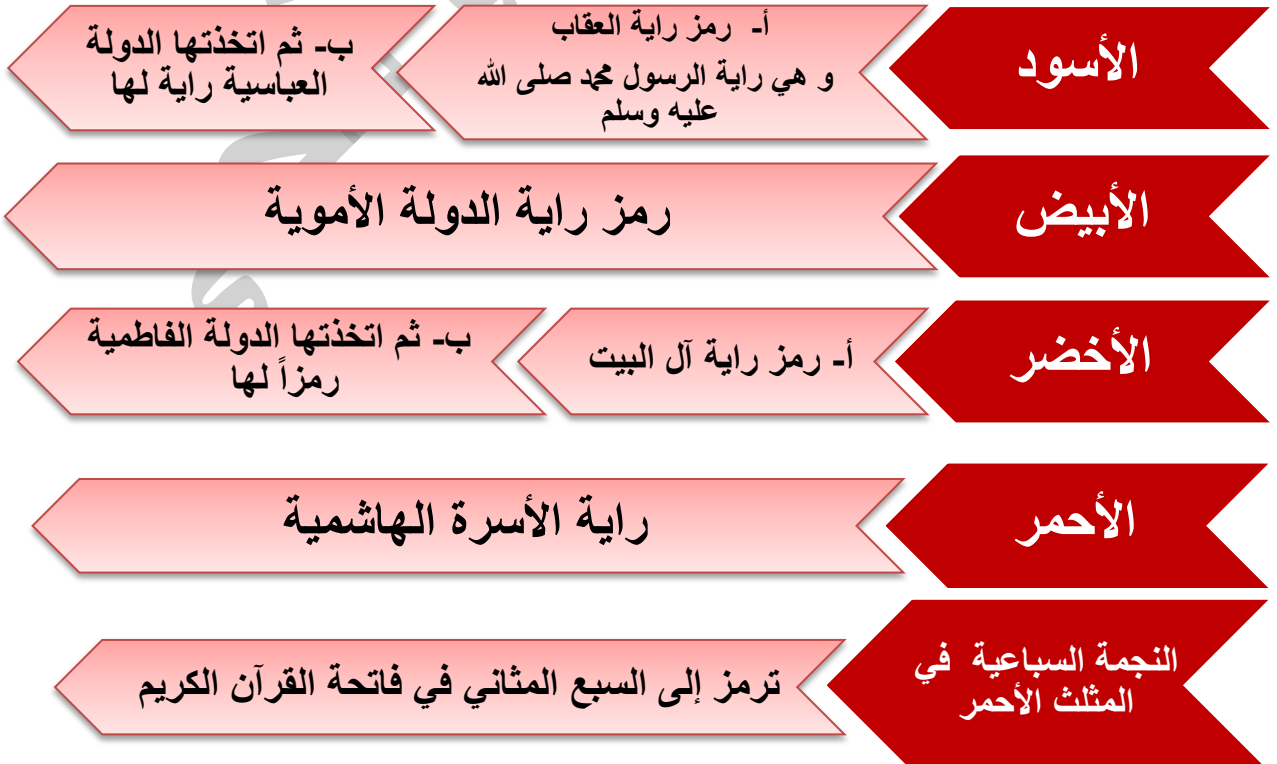 الأسود
أ- رمز راية العقاب
و هي راية الرسول محمد صلى الله
عليه وسلم
ب- ثم اتخذتها الدولة
العباسية راية لها
الأبيض
رمز راية الدولة الأموية
الأخضر
أ- رمز راية آل البيت
ب- ثم اتخذتها الدولة الفاطمية
رمزاً لها
الأحمر
راية الأسرة الهاشمية
النجمة السباعية في
المثلث الأحمر
ترمز إلى السبع المثاني في فاتحة القرآن الكريم